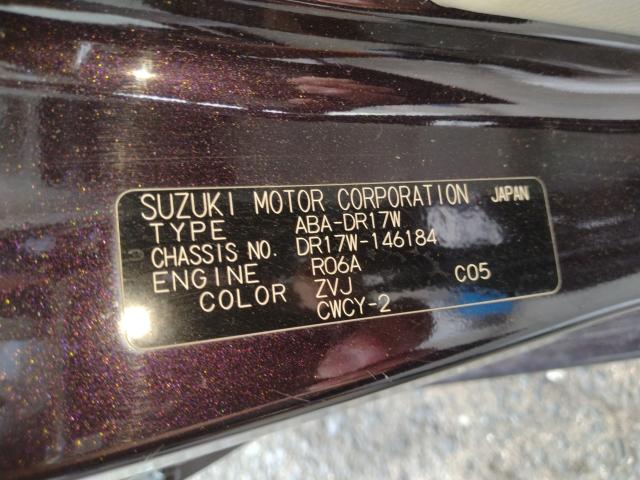 SUZUKI MOTOR CORPORATION JAPAN
TYPE ABA-DR17W
CHASSIS NO. DR17W-146184
ENGINE R06A C05
COLOR ZVJ
CWCY-2